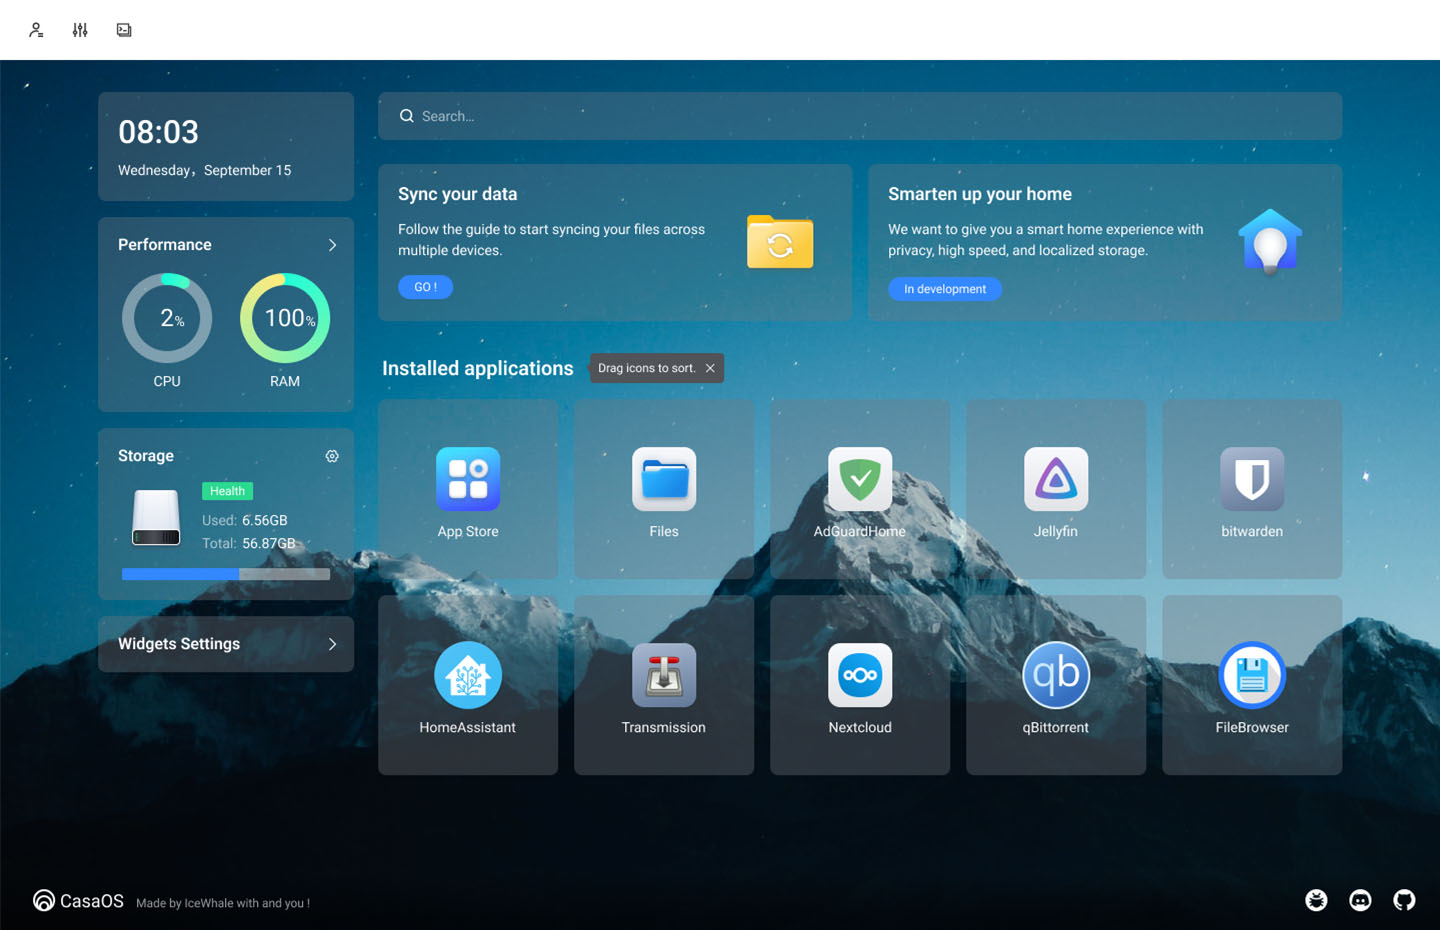 08:03
Wednesday，September 15
Performance
2%
100%
CPU
RAM
Storage
Health
Used: 6.56GB
Total: 56.87GB
Widgets Settings
Search...
Sync your data
Follow the guide to start syncing your files across
multiple devices.
GO !
Smarten up your home
We want to give you a smart home experience with
privacy, high speed, and localized storage.
In development
Installed applications
Drag icons to sort.
App Store
Files
AdGuardHome
Jellyfin
bitwarden
HomeAssistant
Transmission
Nextcloud
qb
qBittorrent
FileBrowser
CasaOS
Made by IceWhale with and you !